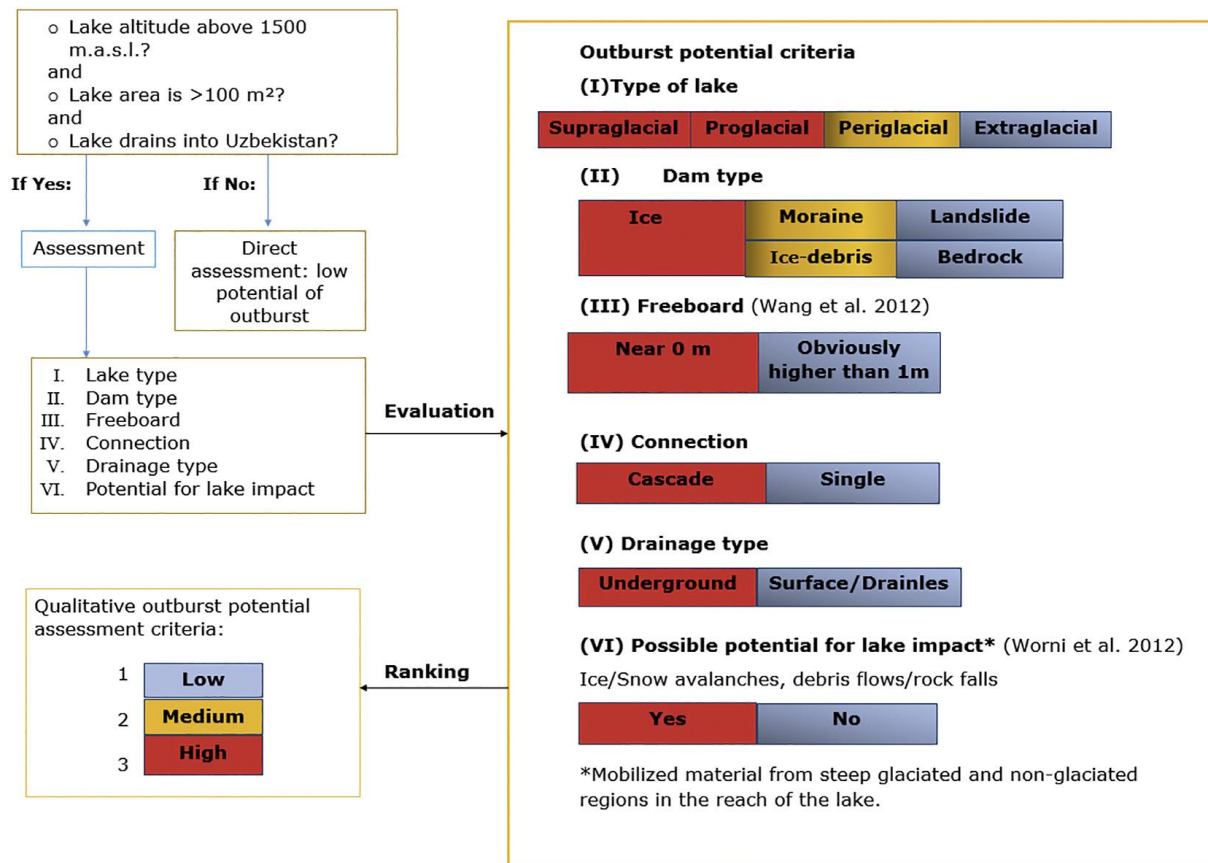 o Lake altitude above 1500
m.a.s.l.?
and
o Lake area is >100 m²?
and
o Lake drains into Uzbekistan?
If Yes:
If No:
Assessment
Direct
assessment: low
potential of
outburst
I. Lake type
II. Dam type
III. Freeboard
IV. Connection
V. Drainage type
VI. Potential for lake impact
Evaluation
Outburst potential criteria
(I)Type of lake
Supraglacial Proglacial Periglacial Extraglacial
(II) Dam type
Ice Moraine Landslide
Ice-debris Bedrock
(III) Freeboard (Wang et al. 2012)
Near 0 m Obviously
higher than 1m
(IV) Connection
Cascade Single
(V) Drainage type
Underground Surface/Drainles
(VI) Possible potential for lake impact* (Worni et al. 2012)
Ice/Snow avalanches, debris flows/rock falls
Yes No
*Mobilized material from steep glaciated and non-glaciated
regions in the reach of the lake.
Ranking
Qualitative outburst potential
assessment criteria:
1 Low
2 Medium
3 High